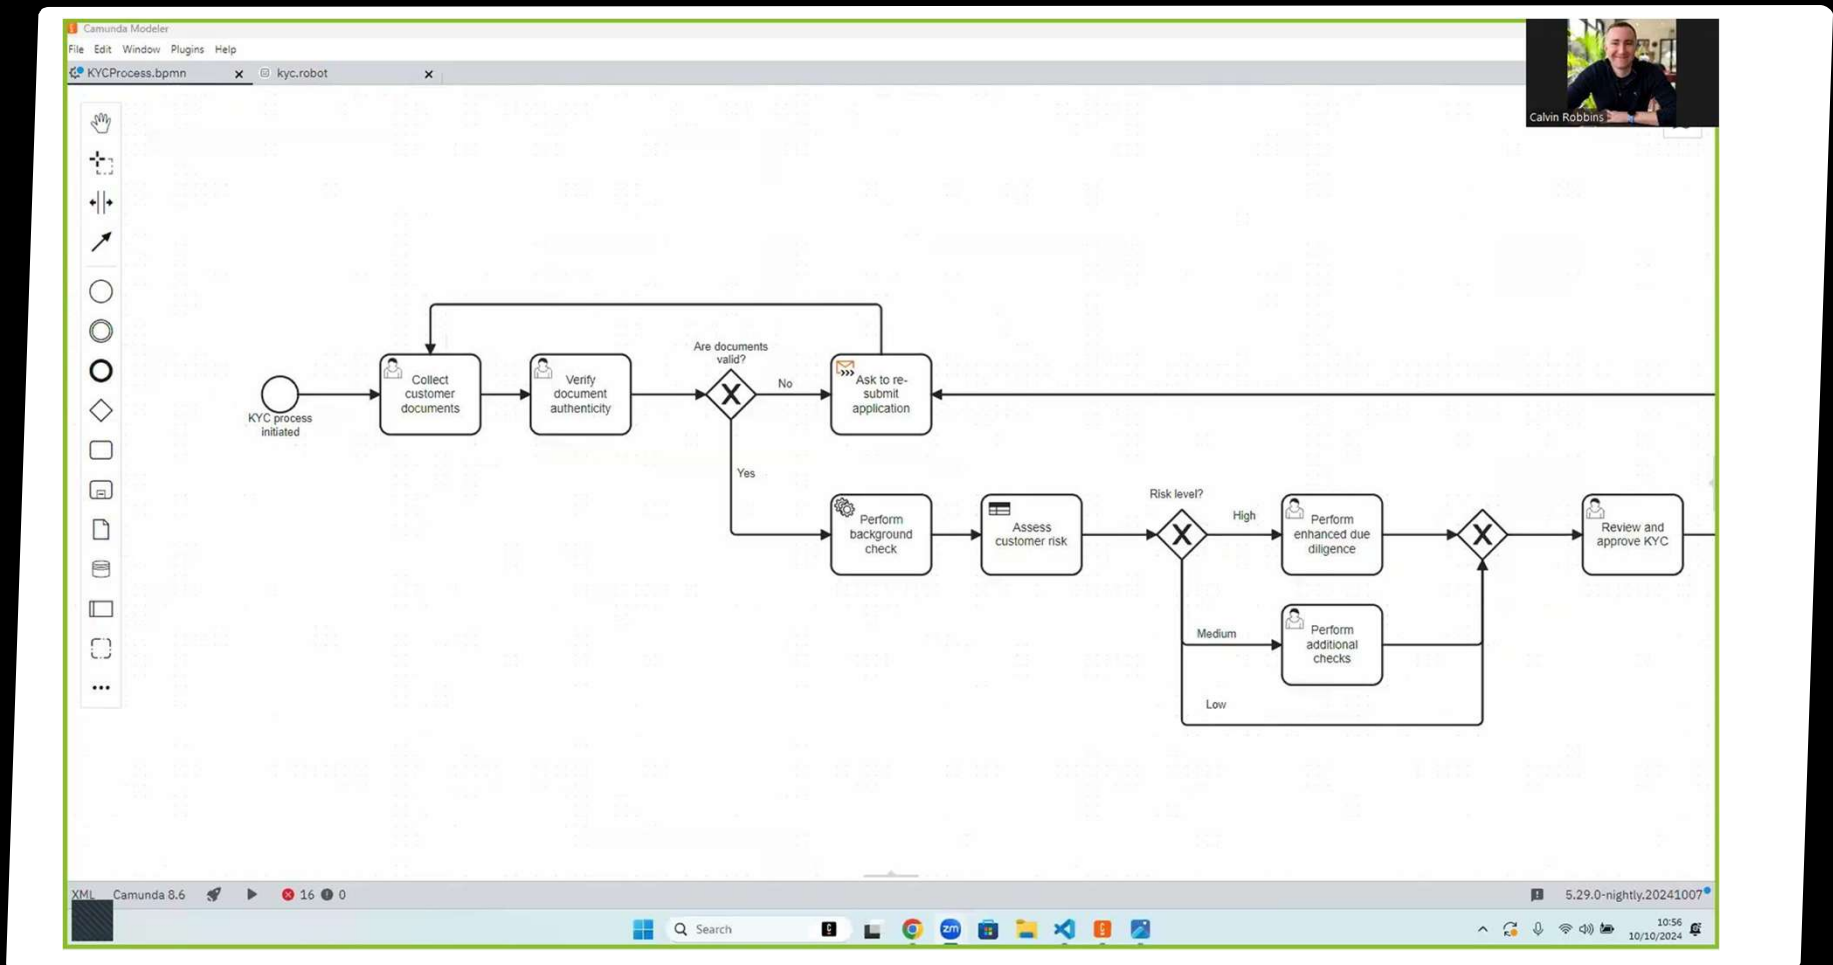 Camunda Modeler
File Edit Window Plugins Help
KYCProcess.bpmn
kyc.robot
Calvin Robbins
Are documents
valid?
Collect
customer
documents
Verify
document
authenticity
No
Ask to re-
submit
application
KYC process
initiated
Yes
Risk level?
Perform
background
check
Assess
customer risk
High
Perform
enhanced due
diligence
Review and
approve KYC
Medium
Perform
additional
checks
Low
XML Camunda 8.6 16 0
5.29.0-nightly.20241007
Search
zm
10:56
10/10/2024